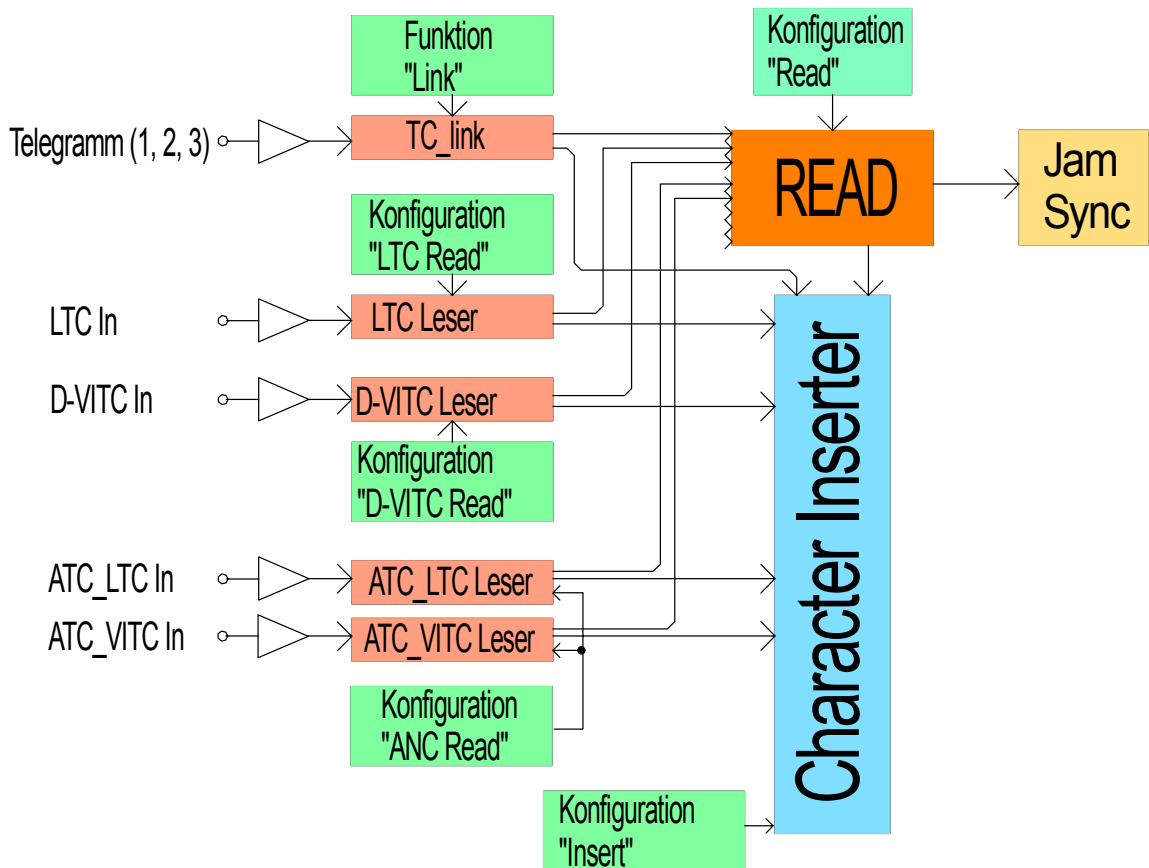 Funktion
"Link"
Konfiguration
"Read"
Telegramm (1, 2, 3)
TC_link
READ
Jam
Sync
Konfiguration
"LTC Read"
LTC In
LTC Leser
D-VITC In
D-VITC Leser
Konfiguration
"D-VITC Read"
Character Inserter
ATC_LTC In
ATC_LTC Leser
ATC_VITC In
ATC_VITC Leser
Konfiguration
"ANC Read"
Konfiguration
"Insert"